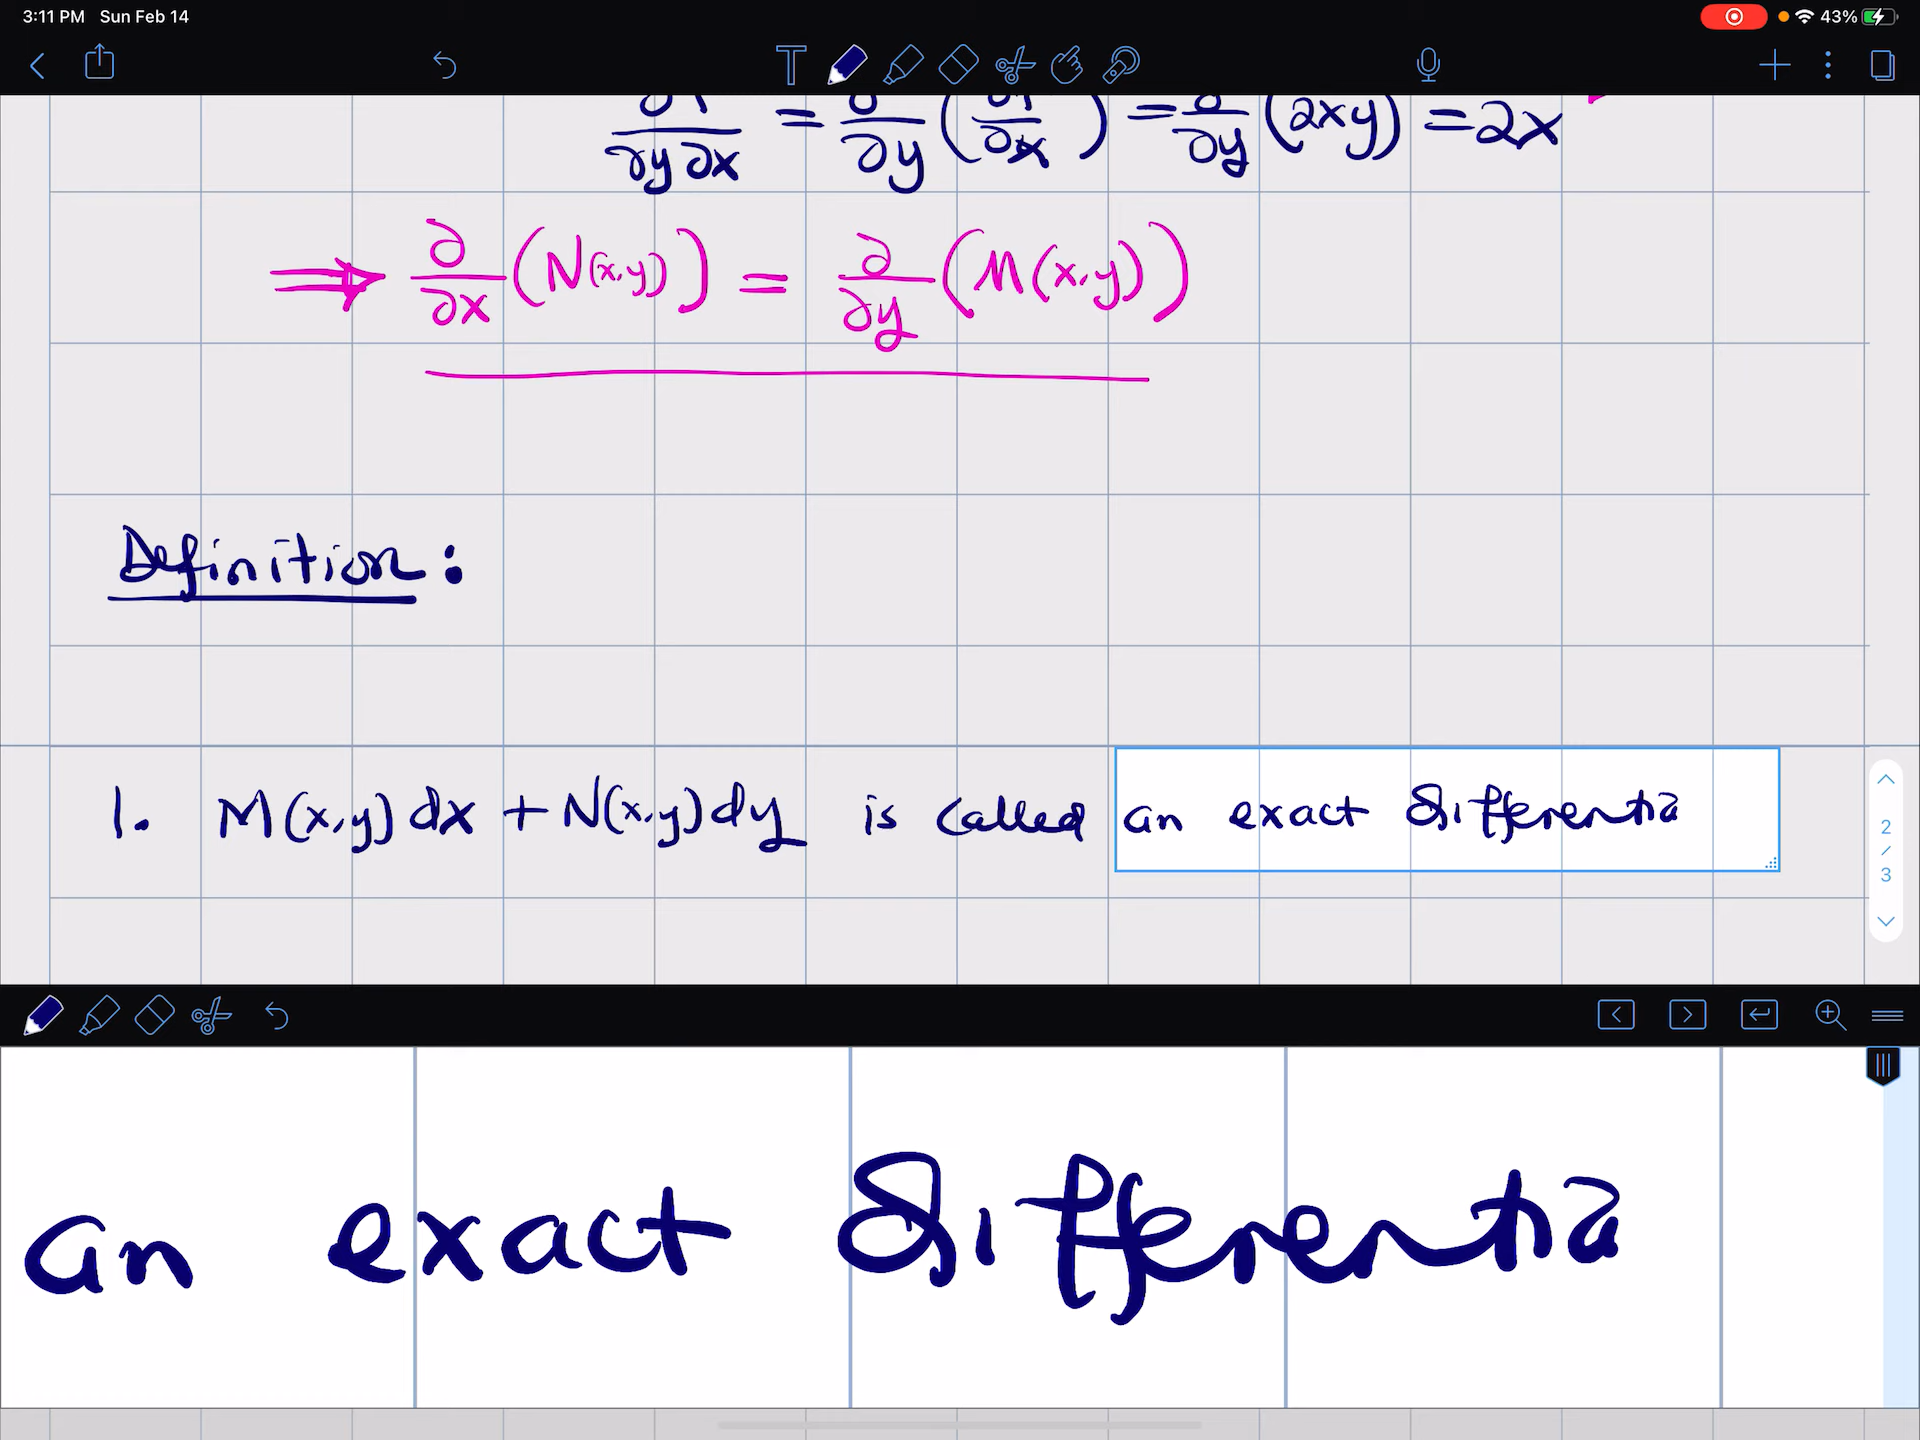 3:11 PM Sun Feb 14 43%
∂y∂x = ∂/∂y (∂x) = ∂/∂y (2xy) = 2x
⇒ ∂/∂x (N(x,y)) = ∂/∂y (M(x,y))
Definition:
1. M(x,y)dx + N(x,y)dy is called an exact differentia
2 / 3
an exact differentia